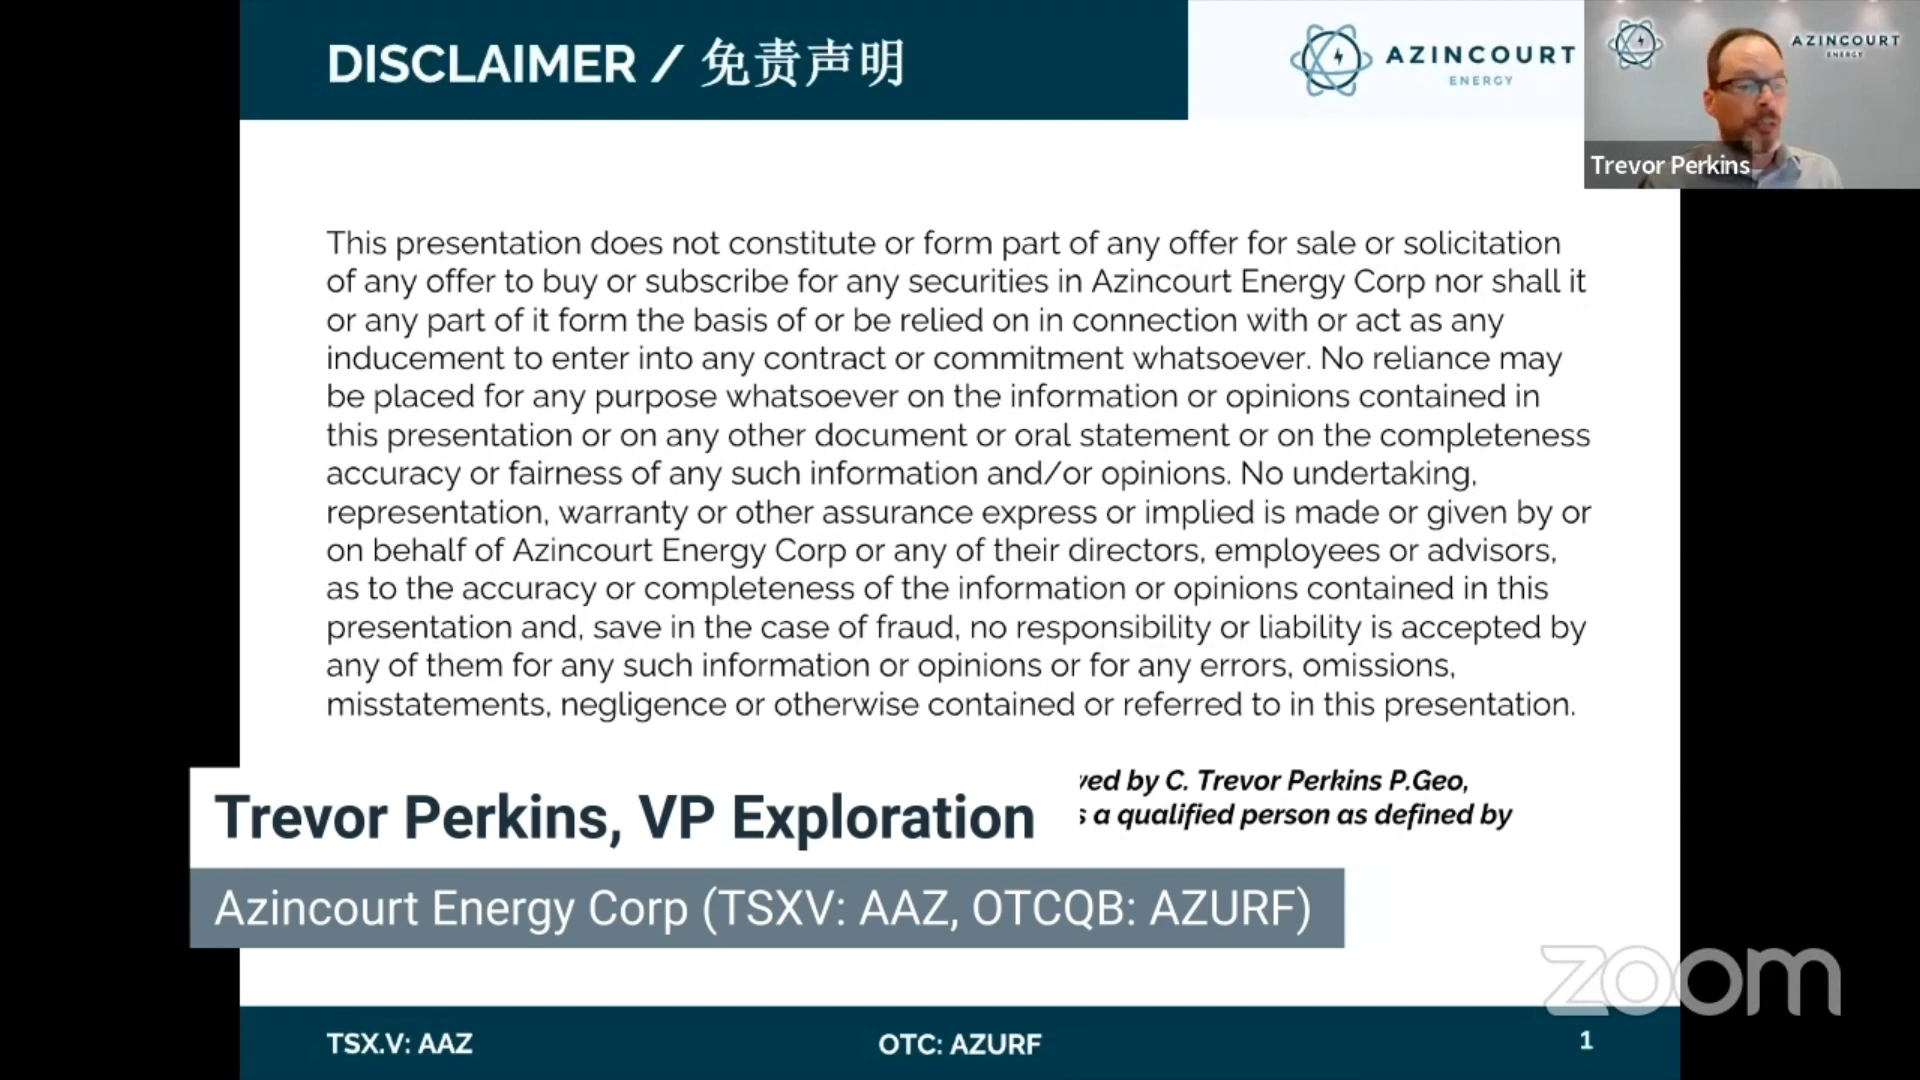 DISCLAIMER / 免责声明
AZINCOURT
ENERGY
AZINCOURT
ENERGY
Trevor Perkins
This presentation does not constitute or form part of any offer for sale or solicitation
of any offer to buy or subscribe for any securities in Azincourt Energy Corp nor shall it
or any part of it form the basis of or be relied on in connection with or act as any
inducement to enter into any contract or commitment whatsoever. No reliance may
be placed for any purpose whatsoever on the information or opinions contained in
this presentation or on any other document or oral statement or on the completeness
accuracy or fairness of any such information and/or opinions. No undertaking,
representation, warranty or other assurance express or implied is made or given by or
on behalf of Azincourt Energy Corp or any of their directors, employees or advisors,
as to the accuracy or completeness of the information or opinions contained in this
presentation and, save in the case of fraud, no responsibility or liability is accepted by
any of them for any such information or opinions or for any errors, omissions,
misstatements, negligence or otherwise contained or referred to in this presentation.
by C. Trevor Perkins P.Geo,
a qualified person as defined by
Trevor Perkins, VP Exploration
Azincourt Energy Corp (TSXV: AAZ, OTCQB: AZURF)
zoom
TSX.V: AAZ
OTC: AZURF
1